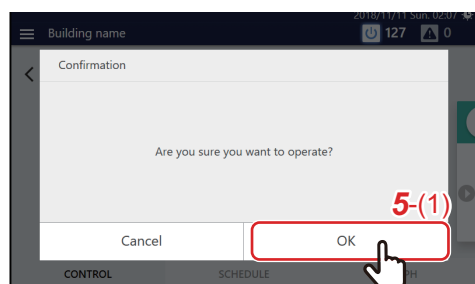 2018/11/11 Sun. 02:07
Building name
127
0
Confirmation
Are you sure you want to operate?
5-(1)
Cancel
OK
CONTROL
SCHEDULE
PH